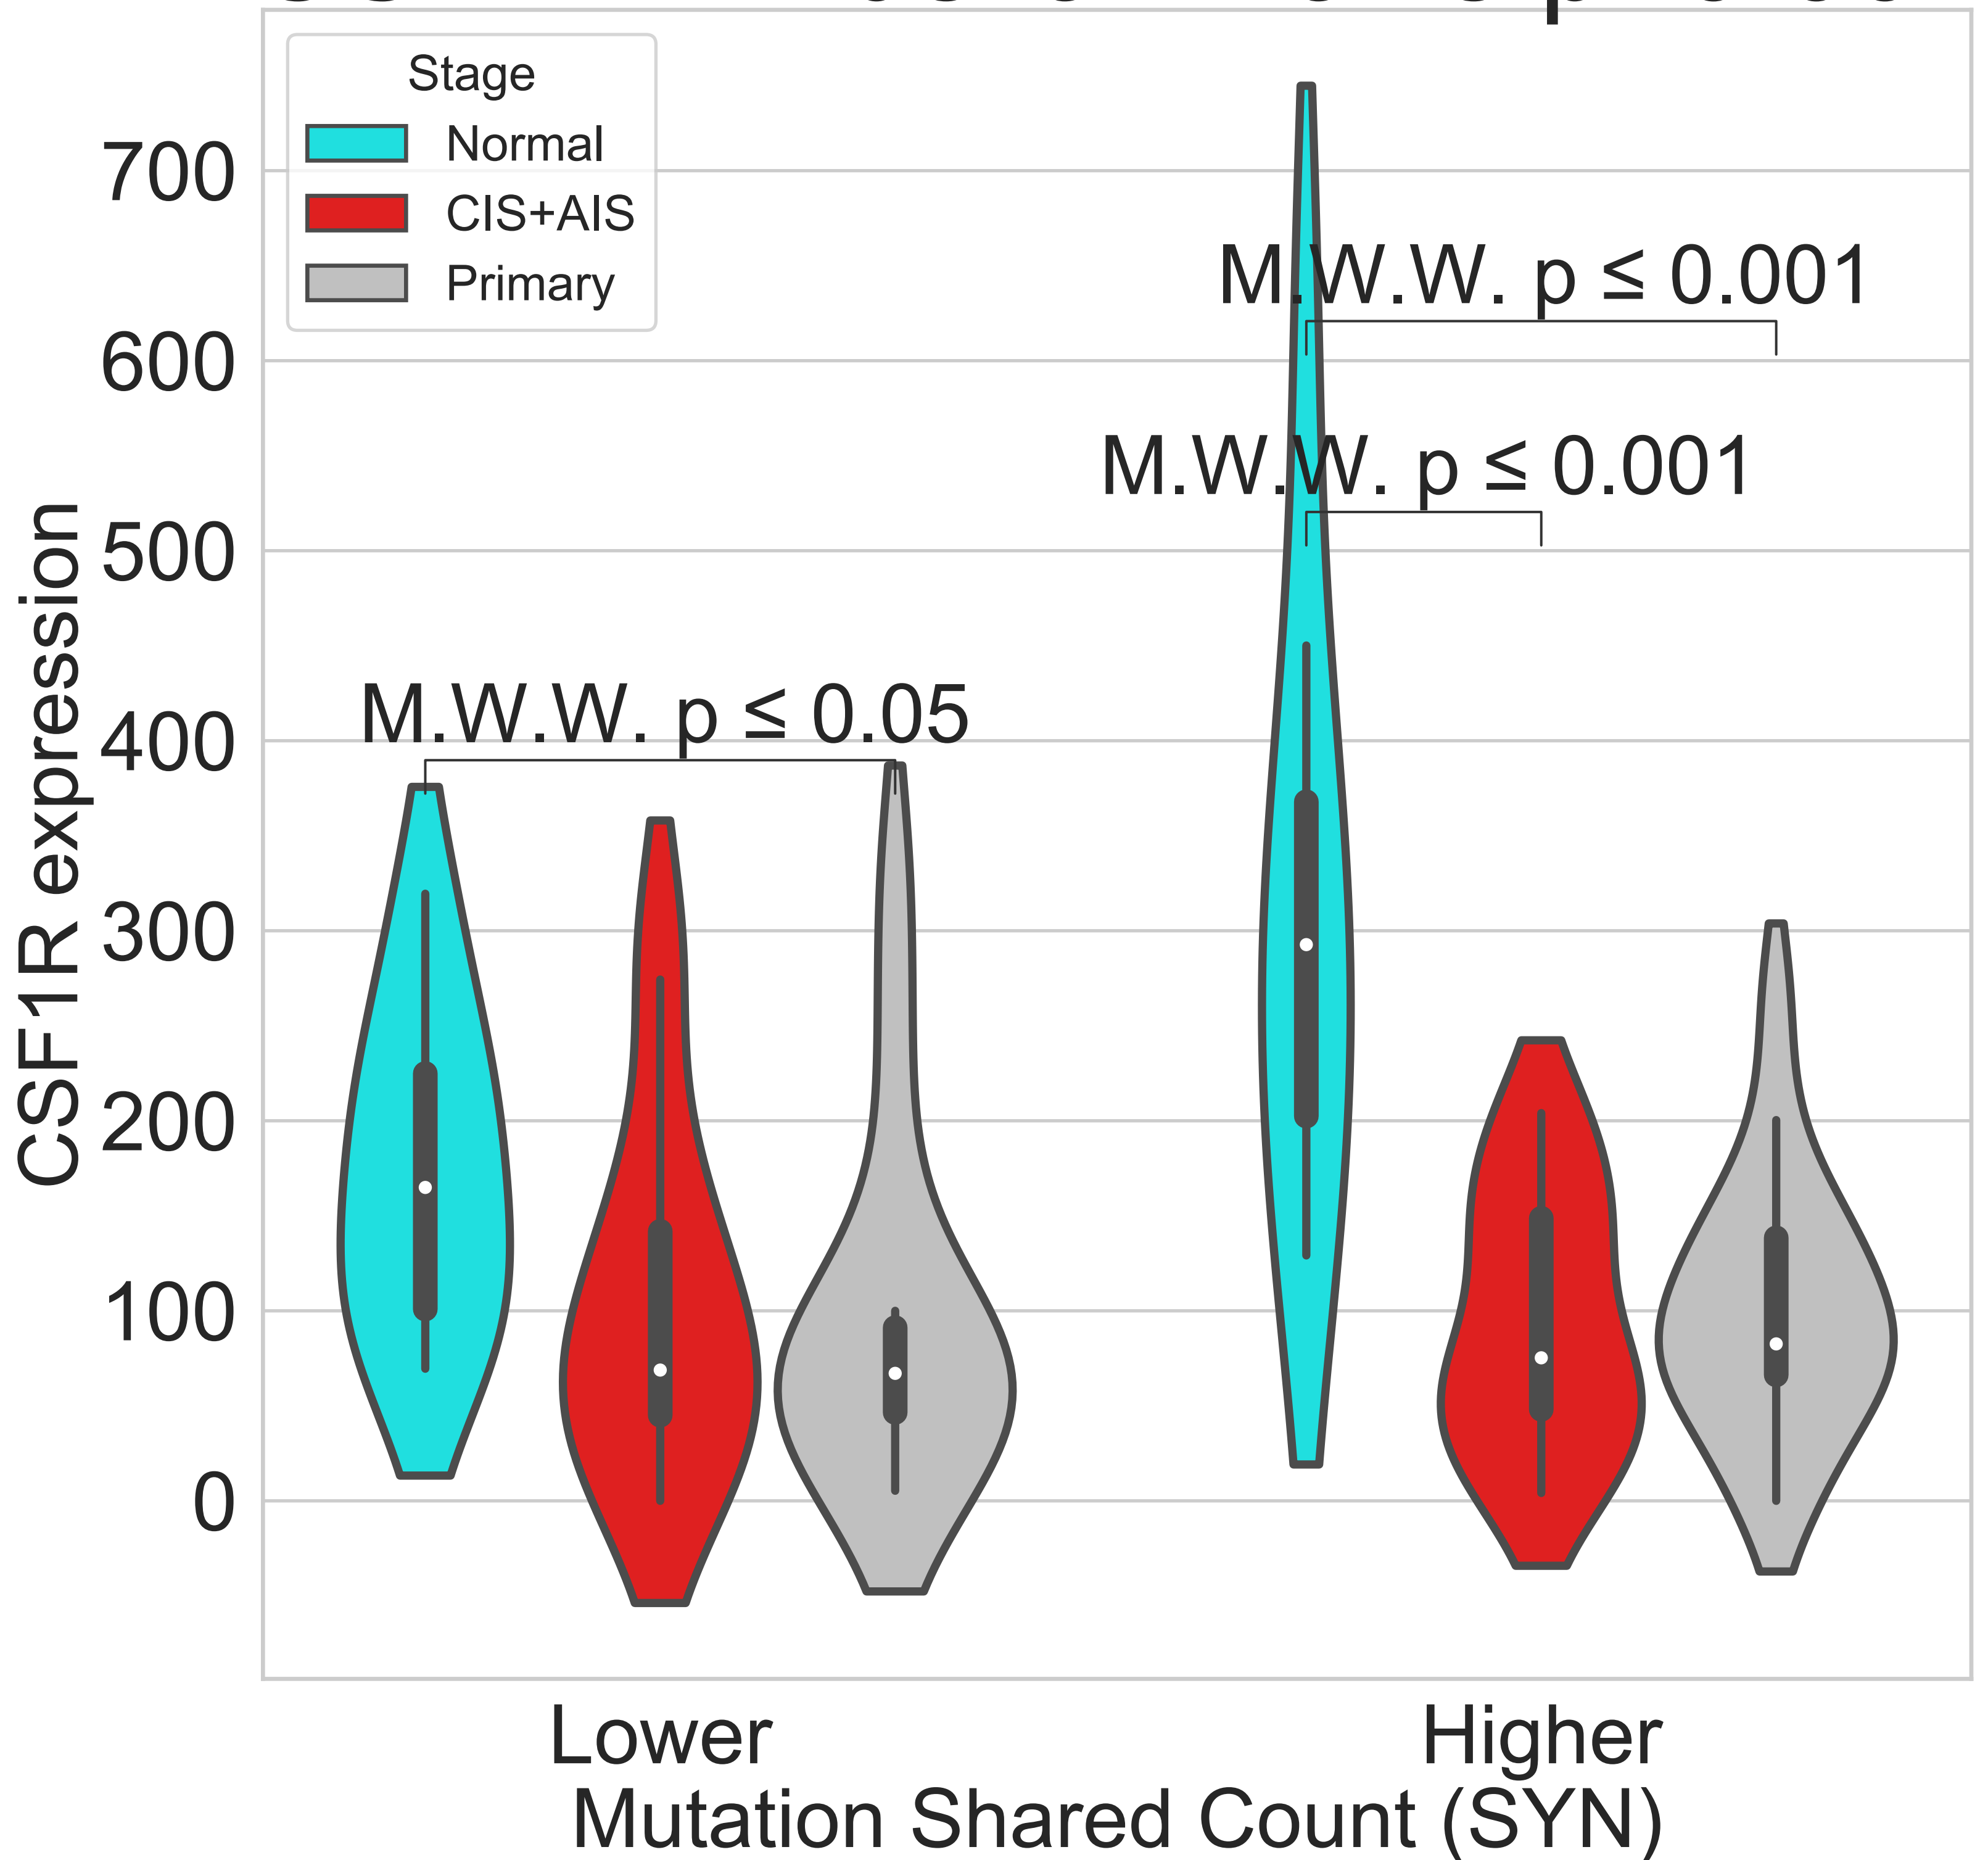 Stage
Normal
CIS+AIS
Primary
700
600
500
400
300
200
100
0
CSF1R expression
M.W.W. p ≤ 0.001
M.W.W. p ≤ 0.001
M.W.W. p ≤ 0.05
Lower
Higher
Mutation Shared Count (SYN)